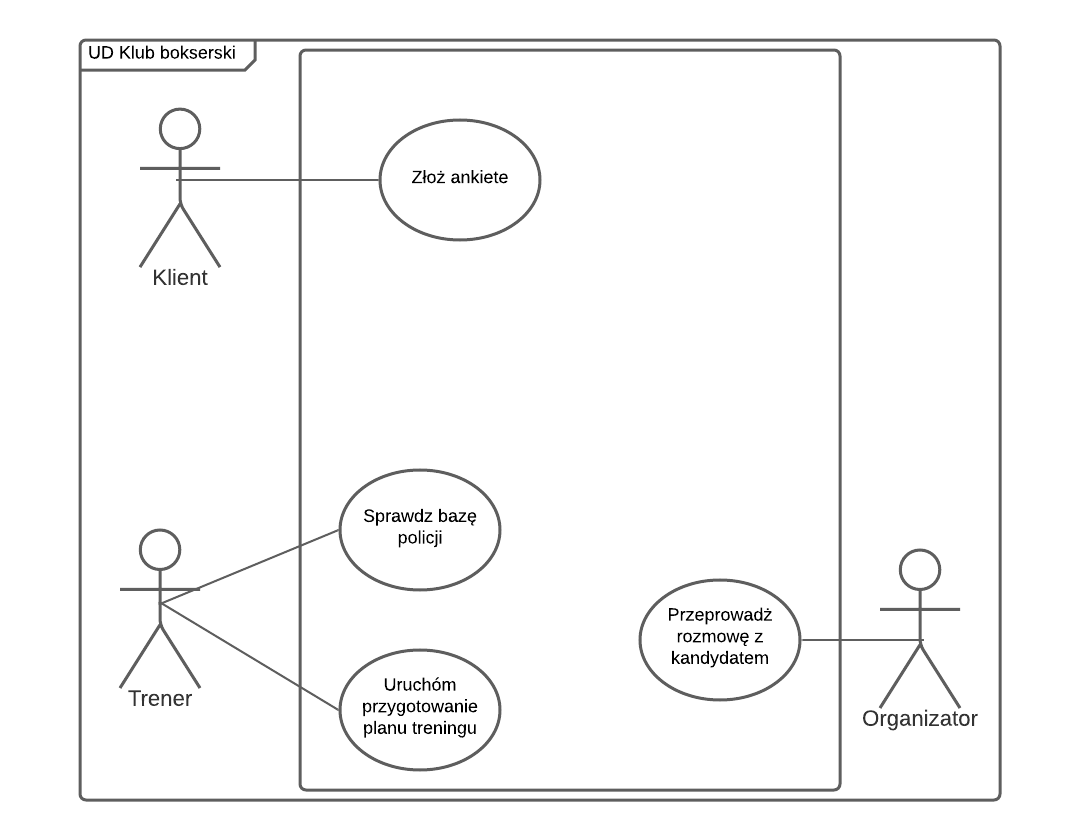 UD Klub bokserski
Złoż ankiete
Klient
Sprawdz bazę
policji
Trener
Uruchóm
przygotowanie
planu treningu
Przeprowadż
rozmowę z
kandydatem
Organizator